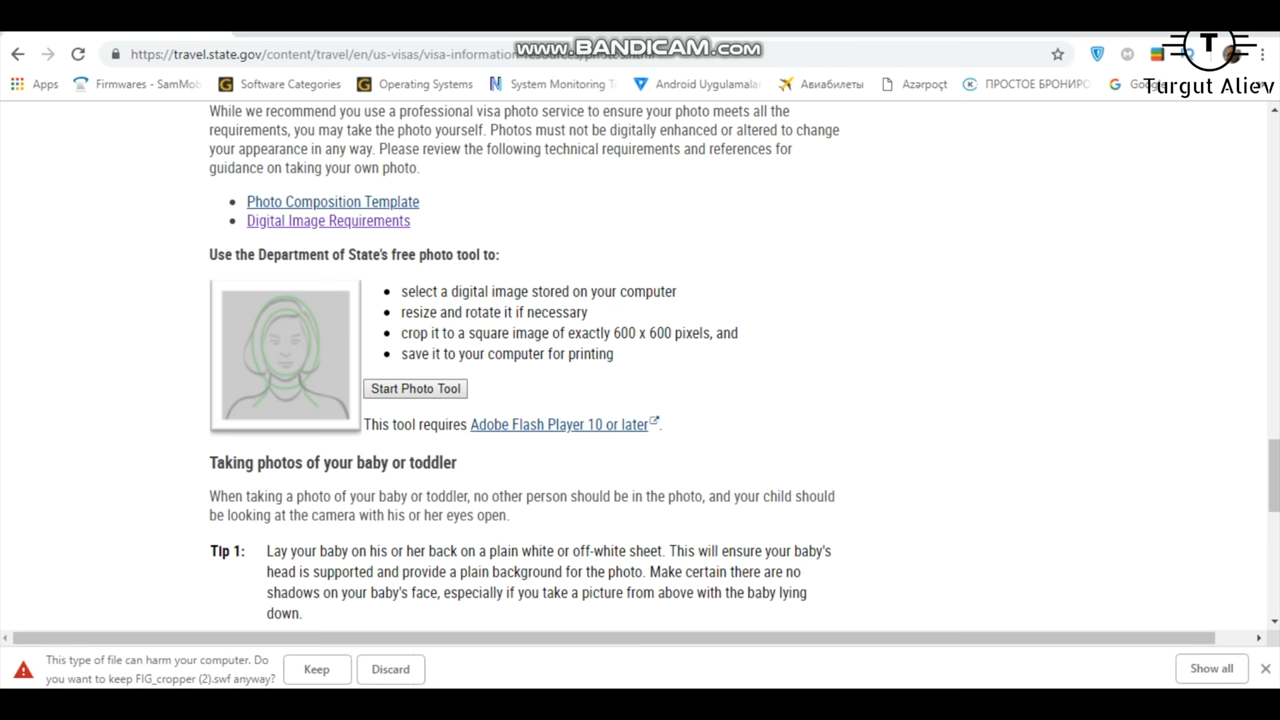 https://travel.state.gov/content/travel/en/us-visas/visa-information-resources/photos.html
www.BANDICAM.com
T
Turgut Aliev
Apps
Firmwares - SamMob
Software Categories
Operating Systems
System Monitoring To
Android Uygulamala
Авиабилеты
Azərpoçt
ПРОСТОЕ БРОНИРО
While we recommend you use a professional visa photo service to ensure your photo meets all the
requirements, you may take the photo yourself. Photos must not be digitally enhanced or altered to change
your appearance in any way. Please review the following technical requirements and references for
guidance on taking your own photo.
Photo Composition Template
Digital Image Requirements
Use the Department of State's free photo tool to:
select a digital image stored on your computer
resize and rotate it if necessary
crop it to a square image of exactly 600 x 600 pixels, and
save it to your computer for printing
Start Photo Tool
This tool requires Adobe Flash Player 10 or later.
Taking photos of your baby or toddler
When taking a photo of your baby or toddler, no other person should be in the photo, and your child should
be looking at the camera with his or her eyes open.
Tip 1: Lay your baby on his or her back on a plain white or off-white sheet. This will ensure your baby's
head is supported and provide a plain background for the photo. Make certain there are no
shadows on your baby's face, especially if you take a picture from above with the baby lying
down.
This type of file can harm your computer. Do
you want to keep FIG_cropper (2).swf anyway?
Keep
Discard
Show all